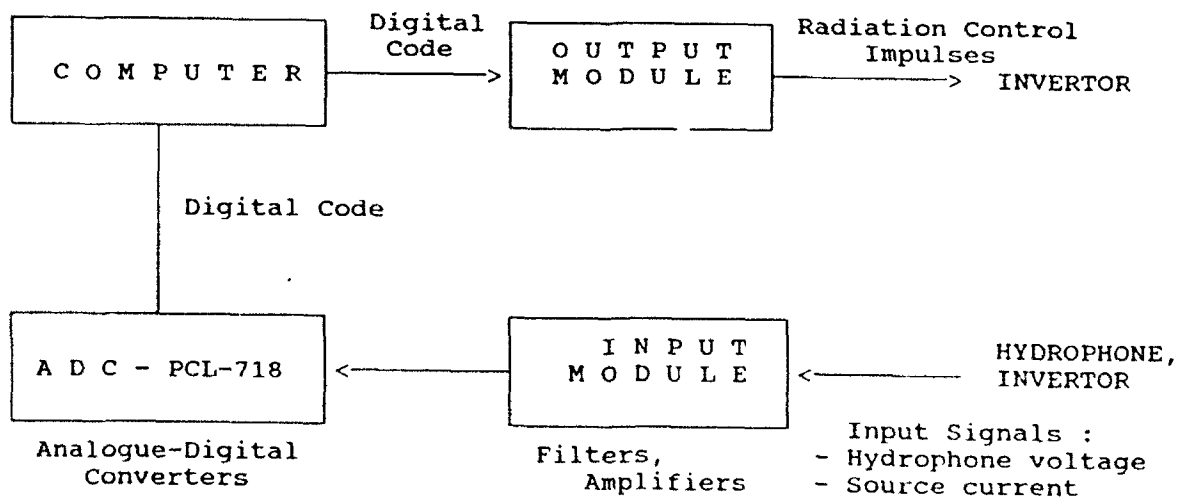 Digital
Code
Radiation Control
Impulses
C O M P U T E R
O U T P U T
M O D U L E
INVERTOR
Digital Code
A D C - PCL-718
I N P U T
M O D U L E
HYDROPHONE,
INVERTOR
Analogue-Digital
Converters
Filters,
Amplifiers
Input Signals :
- Hydrophone voltage
- Source current